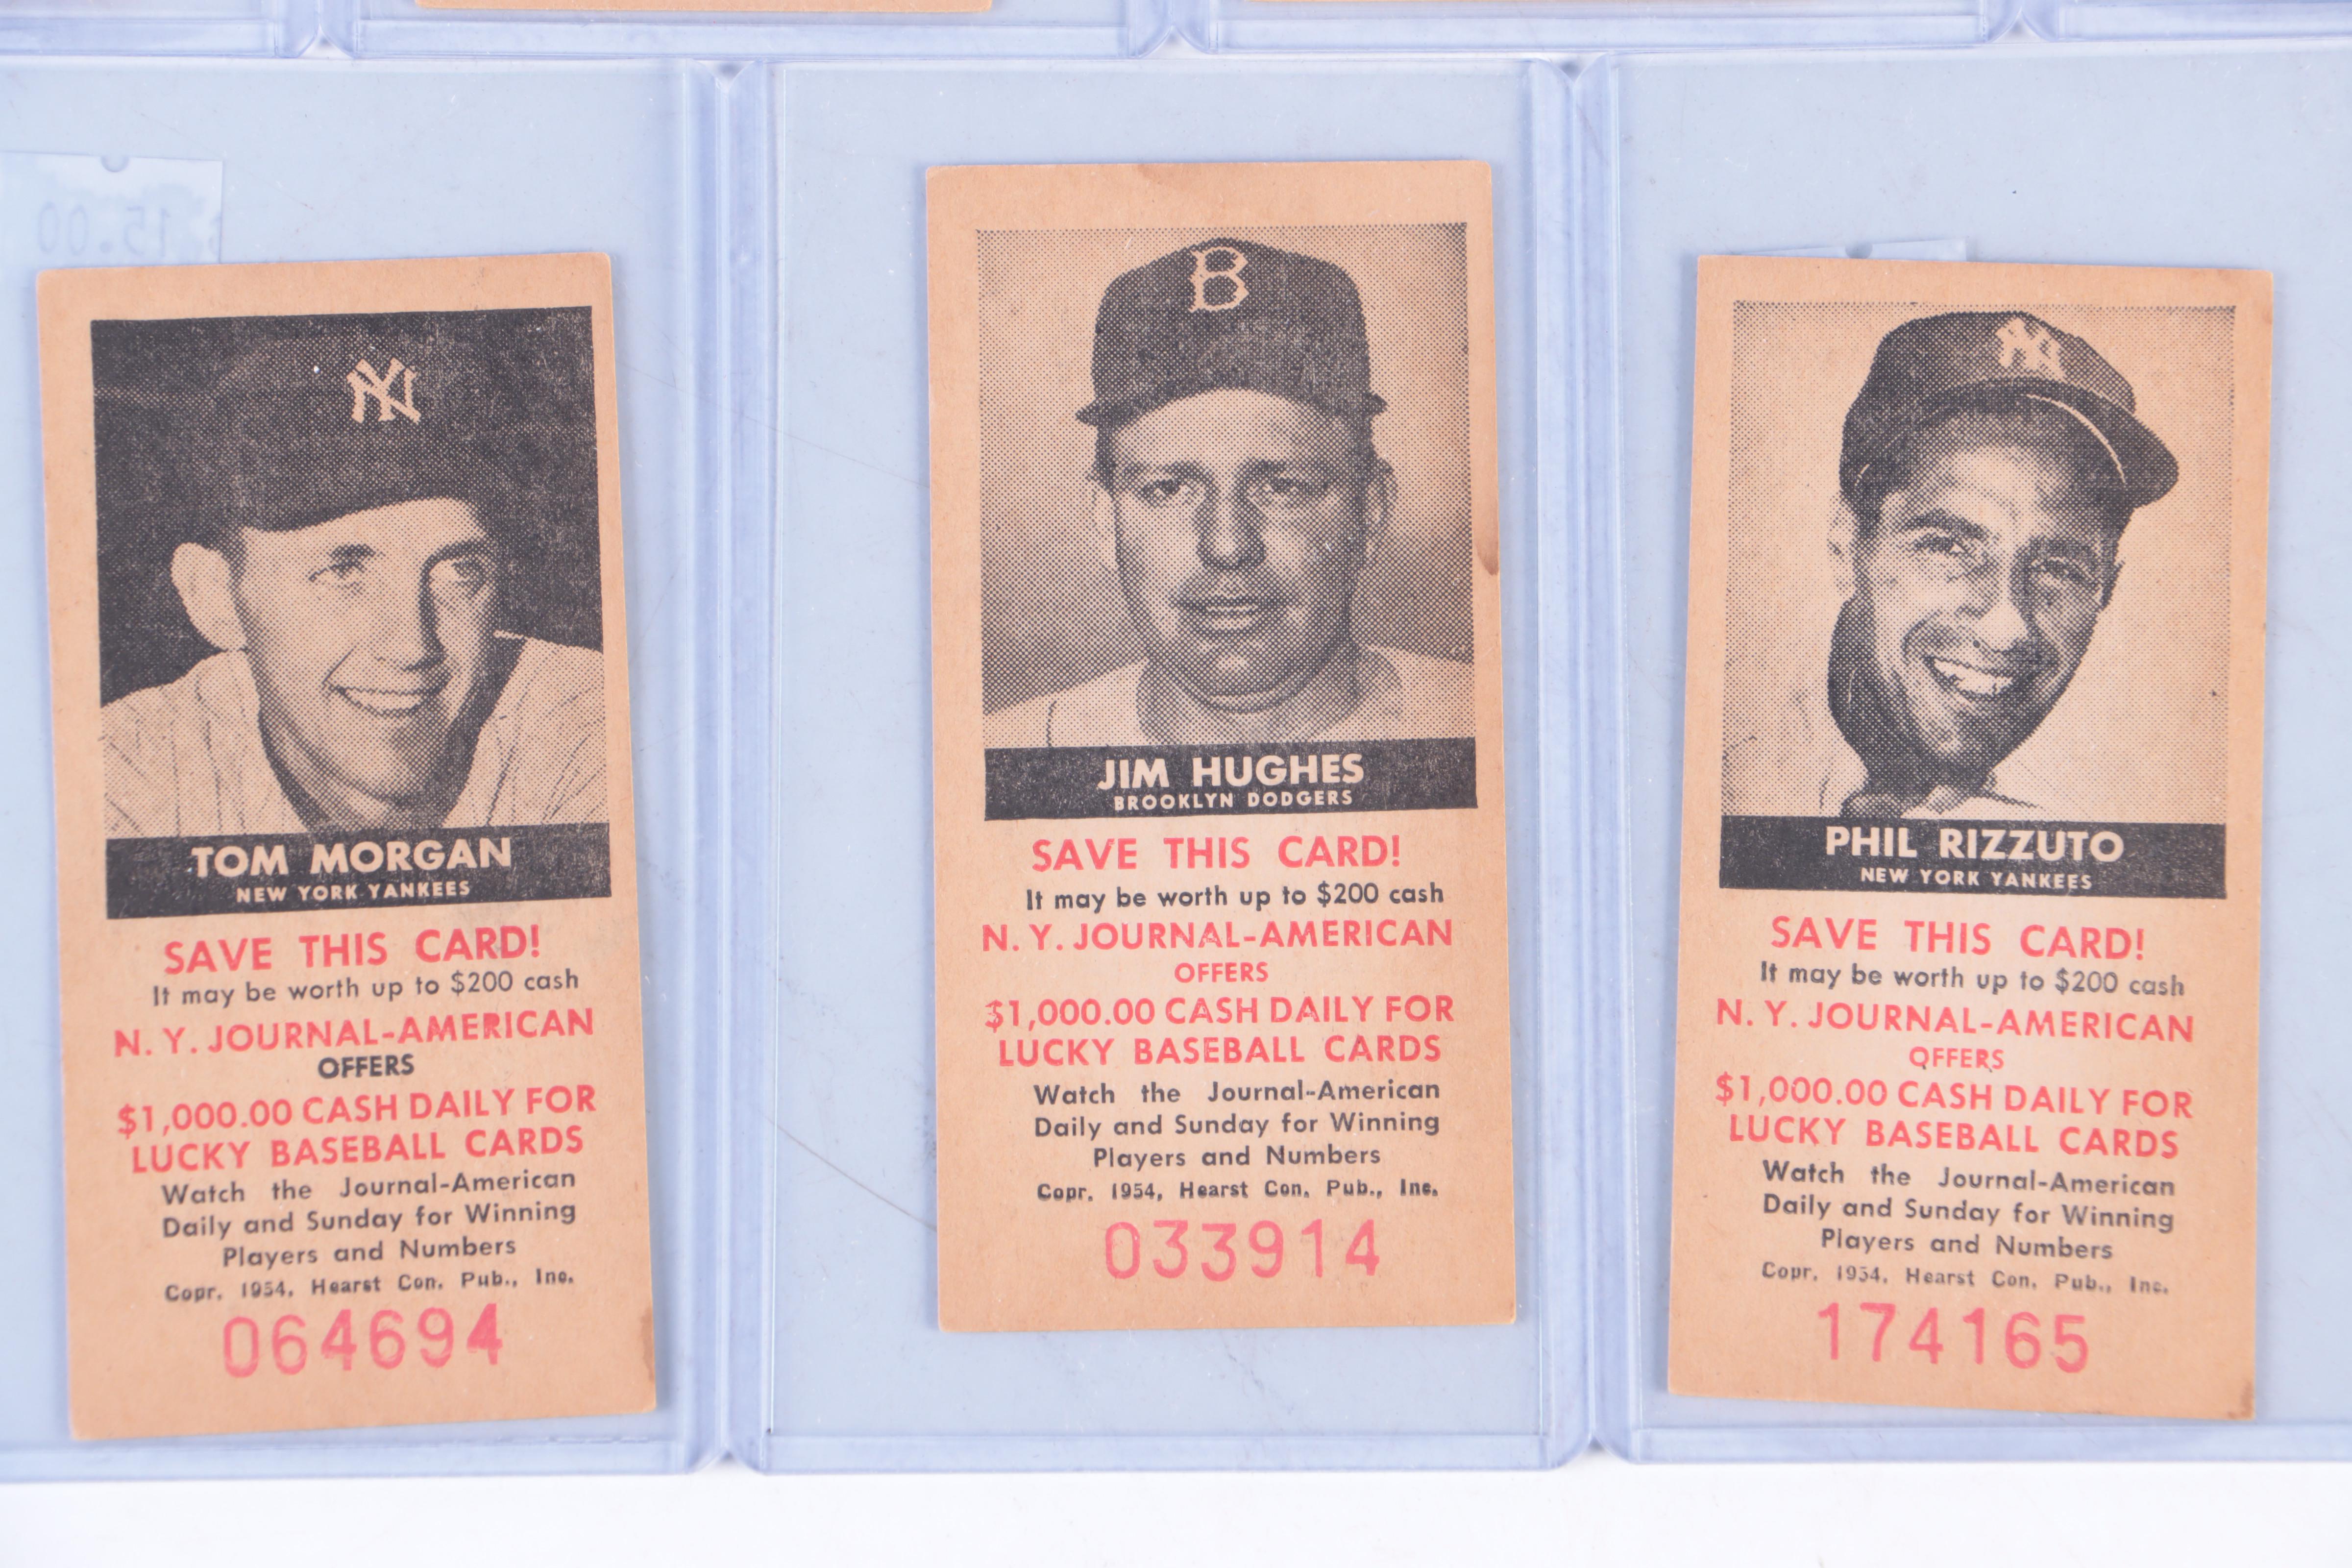 15.00
NY
TOM MORGAN
NEW YORK YANKEES
SAVE THIS CARD!
It may be worth up to $200 cash
N. Y. JOURNAL-AMERICAN
OFFERS
$1,000.00 CASH DAILY FOR
LUCKY BASEBALL CARDS
Watch the Journal-American
Daily and Sunday for Winning
Players and Numbers
Copr. 1954, Hearst Con. Pub., Inc.
064694
B
JIM HUGHES
BROOKLYN DODGERS
SAVE THIS CARD!
It may be worth up to $200 cash
N. Y. JOURNAL-AMERICAN
OFFERS
$1,000.00 CASH DAILY FOR
LUCKY BASEBALL CARDS
Watch the Journal-American
Daily and Sunday for Winning
Players and Numbers
Copr. 1954, Hearst Con. Pub., Inc.
033914
NY
PHIL RIZZUTO
NEW YORK YANKEES
SAVE THIS CARD!
It may be worth up to $200 cash
N. Y. JOURNAL-AMERICAN
OFFERS
$1,000.00 CASH DAILY FOR
LUCKY BASEBALL CARDS
Watch the Journal-American
Daily and Sunday for Winning
Players and Numbers
Copr. 1954, Hearst Con. Pub., Inc.
174165